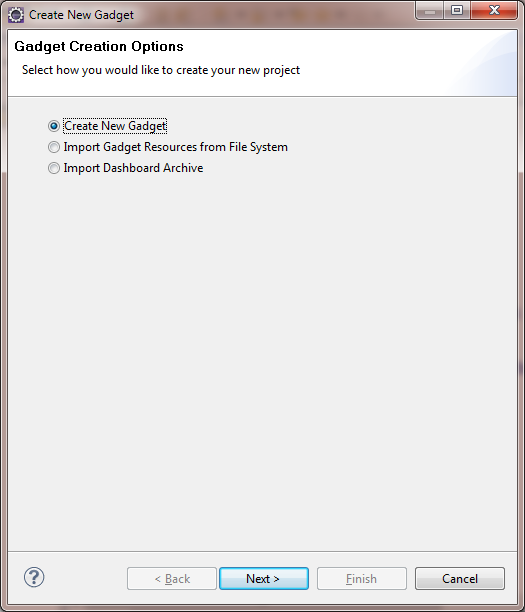 Create New Gadget
Gadget Creation Options
Select how you would like to create your new project
Create New Gadget
Import Gadget Resources from File System
Import Dashboard Archive
?
< Back
Next >
Finish
Cancel